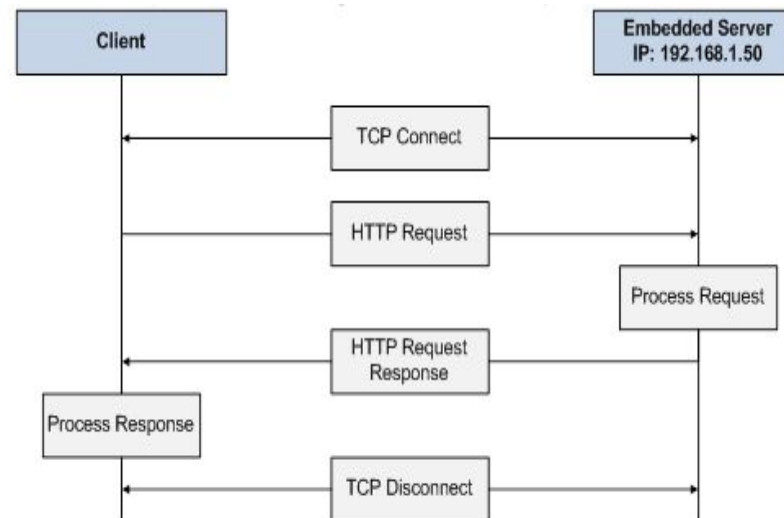 Client
Embedded Server
IP: 192.168.1.50
TCP Connect
HTTP Request
Process Request
HTTP Request
Response
Process Response
TCP Disconnect